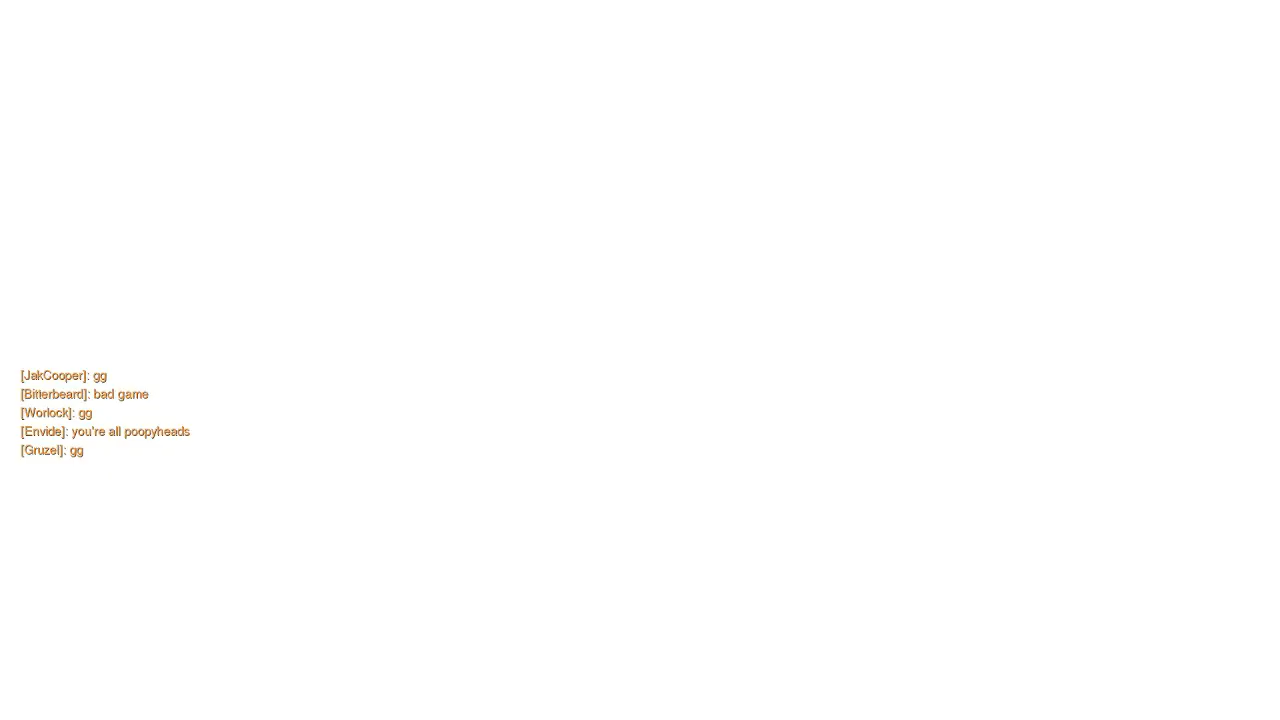 [JakCooper]: gg
[Bitterbeard]: bad game
[Worlock]: gg
[Envide]: you're all poopyheads
[Gruzel]: gg